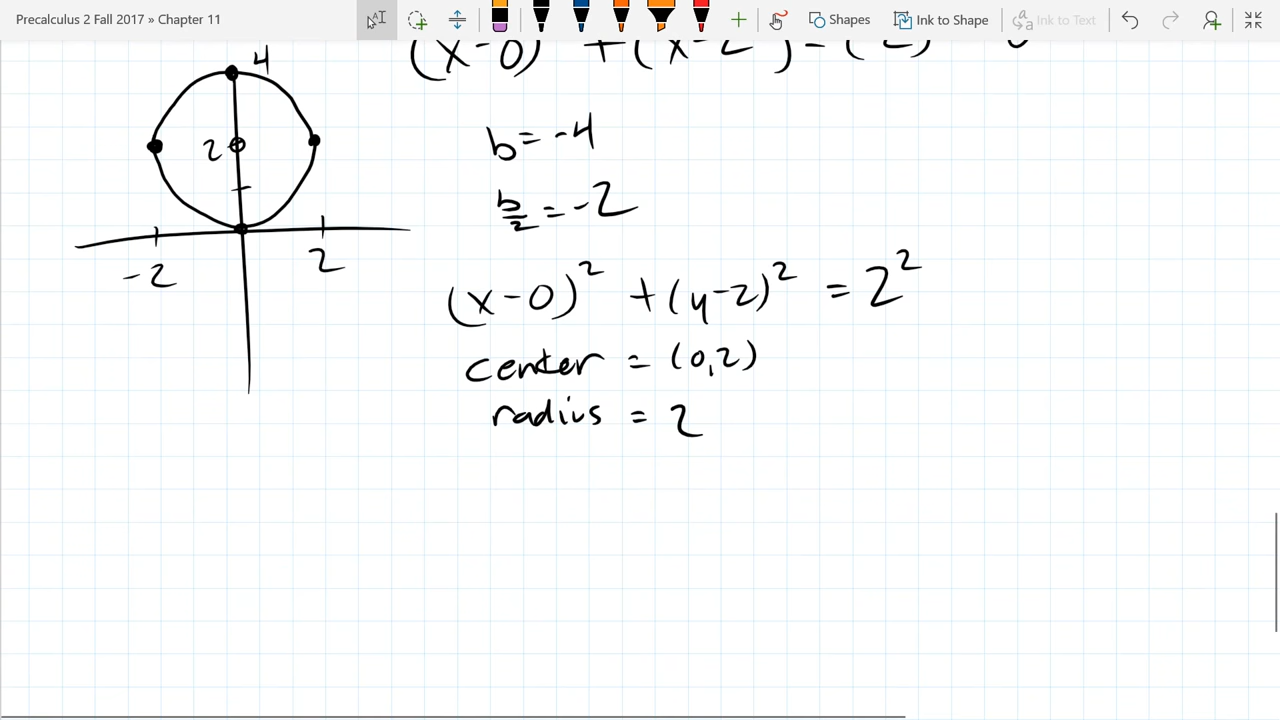 Precalculus 2 Fall 2017 » Chapter 11
Shapes
Ink to Shape
Ink to Text
4
2
-2
2
b=-4
b/2=-2
(x-0)² +(y-2)² =2²
center = (0,2)
radius = 2